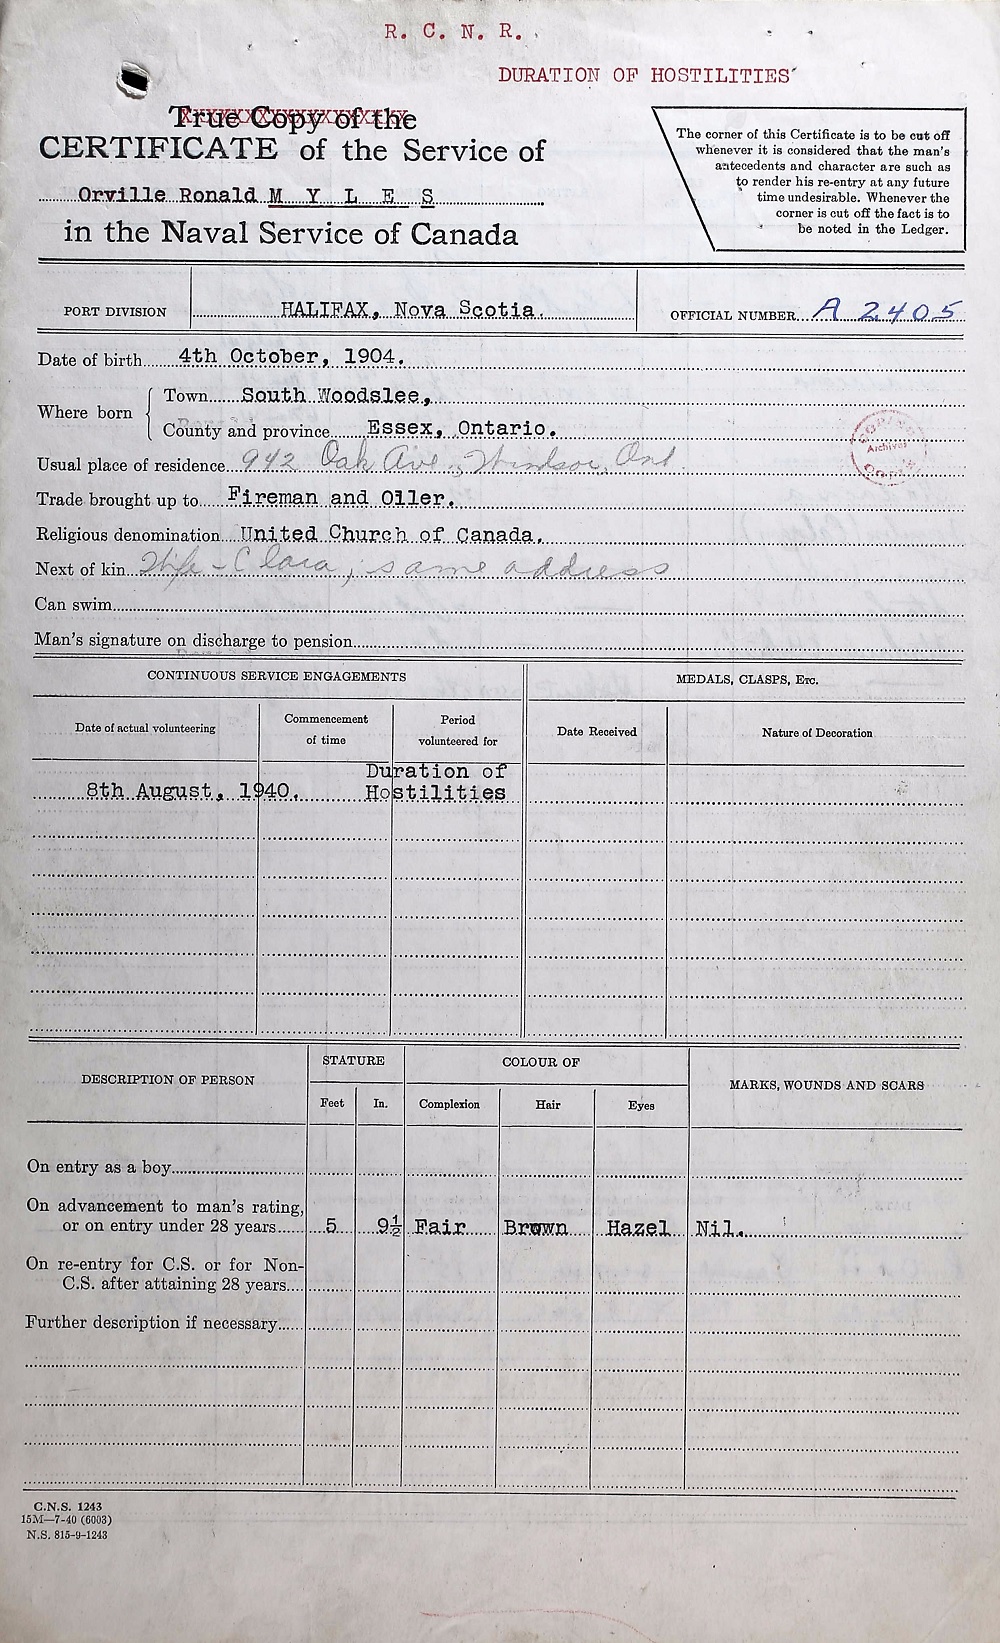 R. C. N. R.
DURATION OF HOSTILITIES
True Copy of the
CERTIFICATE of the Service of
Orville Ronald M Y L E S
in the Naval Service of Canada
The corner of this Certificate is to be cut off
whenever it is considered that the man's
antecedents and character are such as
to render his re-entry at any future
time undesirable. Whenever the
corner is cut off the fact is to
be noted in the Ledger.
PORT DIVISION HALIFAX, Nova Scotia. OFFICIAL NUMBER A 2405
Date of birth 4th October, 1904.
Where born
Town South Woodslee,
County and province Essex, Ontario.
Usual place of residence 942 Oak Ave, Windsor, Ont.
Trade brought up to Fireman and Oiler.
Religious denomination United Church of Canada.
Next of kin Wife - Clara, same address
Can swim
Man's signature on discharge to pension
Archives
CONTINUOUS SERVICE ENGAGEMENTS MEDALS, CLASPS, ETC.
Date of actual volunteering Commencement of time Period volunteered for Date Received Nature of Decoration
8th August, 1940. Duration of Hostilities
DESCRIPTION OF PERSON STATURE COLOUR OF MARKS, WOUNDS AND SCARS
Feet In. Complexion Hair Eyes
On entry as a boy
On advancement to man's rating,
or on entry under 28 years 5 9½ Fair Brown Hazel Nil.
On re-entry for C.S. or for Non-
C.S. after attaining 28 years
Further description if necessary
C.N.S. 1243
15M—7-40 (6003)
N.S. 815-9-1243